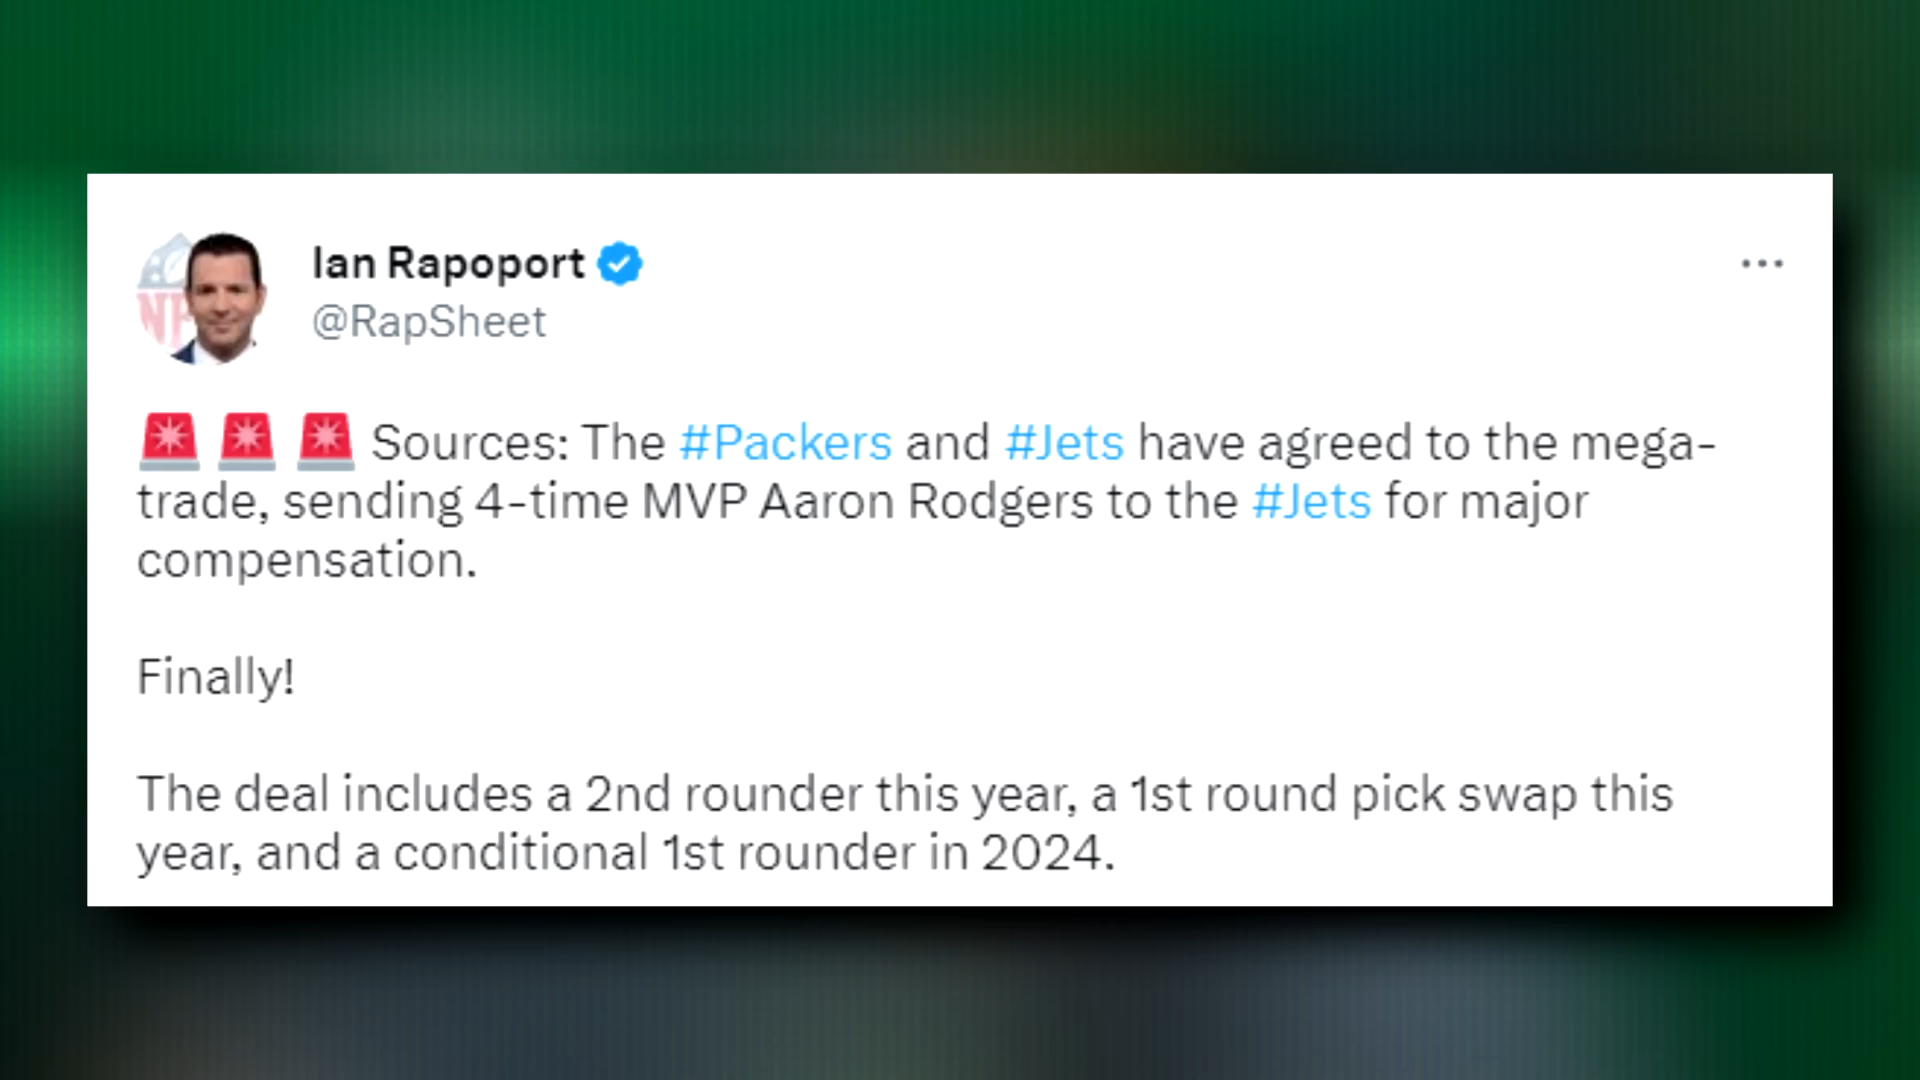 Ian Rapoport
@RapSheet
🚨 🚨 🚨 Sources: The #Packers and #Jets have agreed to the mega-
trade, sending 4-time MVP Aaron Rodgers to the #Jets for major
compensation.
Finally!
The deal includes a 2nd rounder this year, a 1st round pick swap this
year, and a conditional 1st rounder in 2024.